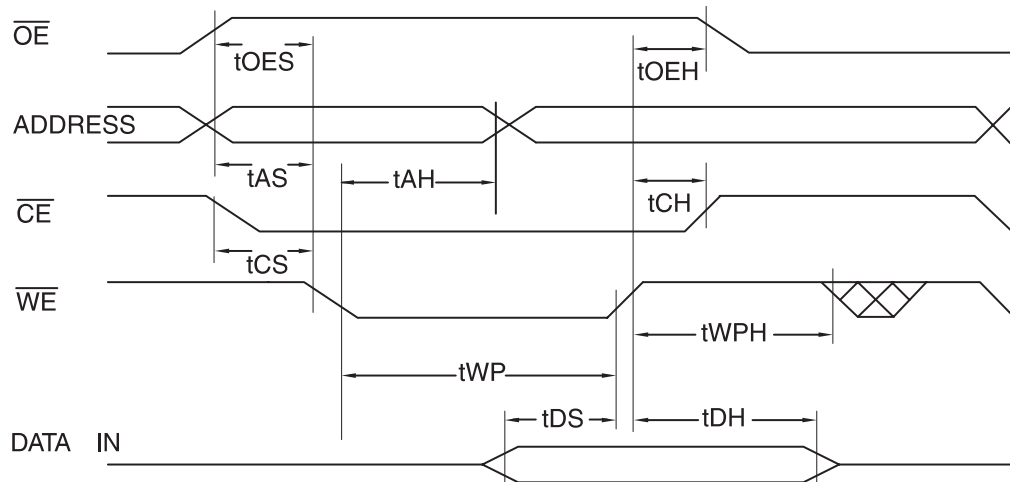 OE
tOES
tOEH
ADDRESS
tAS
tAH
CE
tCH
tCS
WE
tWPH
tWP
tDS
tDH
DATA IN